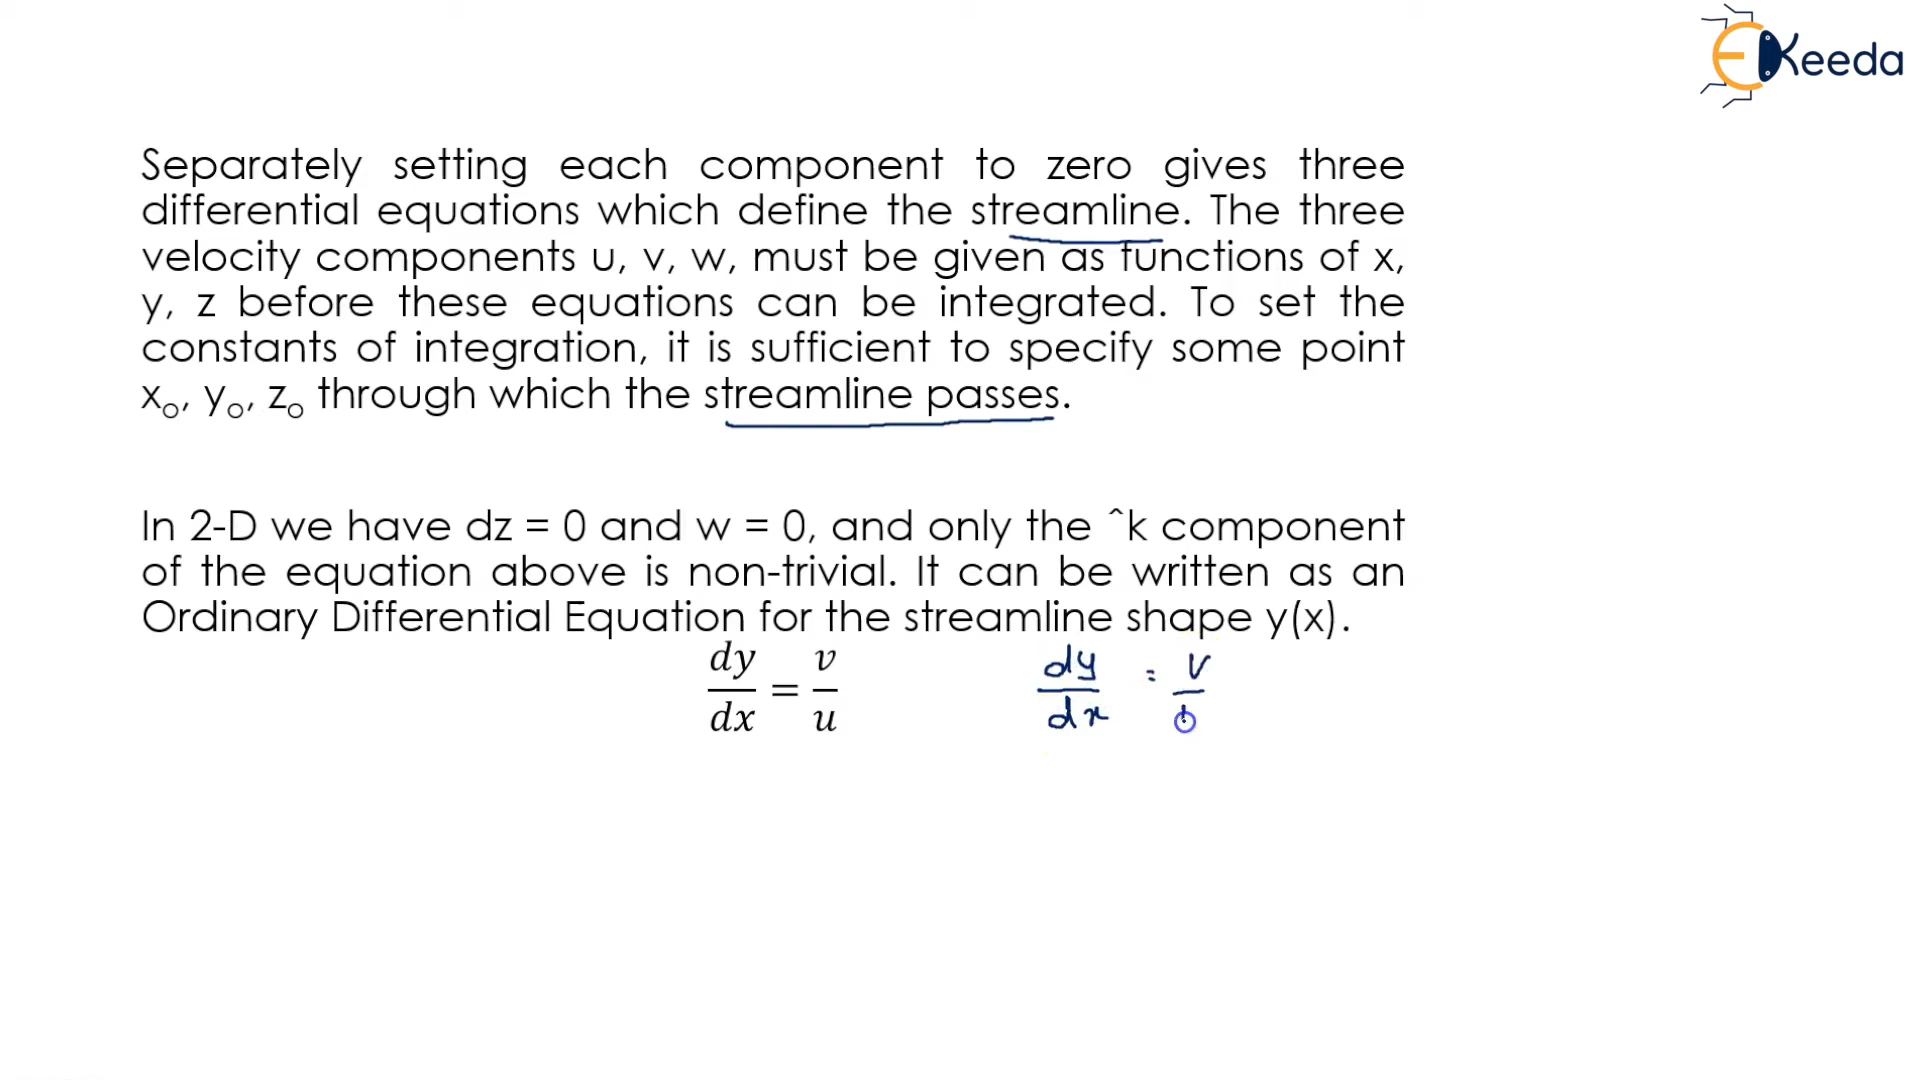 EKeeda
Separately setting each component to zero gives three
differential equations which define the streamline. The three
velocity components u, v, w, must be given as functions of x,
y, z before these equations can be integrated. To set the
constants of integration, it is sufficient to specify some point
xₒ, yₒ, zₒ through which the streamline passes.
In 2-D we have dz = 0 and w = 0, and only the ˆk component
of the equation above is non-trivial. It can be written as an
Ordinary Differential Equation for the streamline shape y(x).
dy/dx = v/u
dy/dx = v/